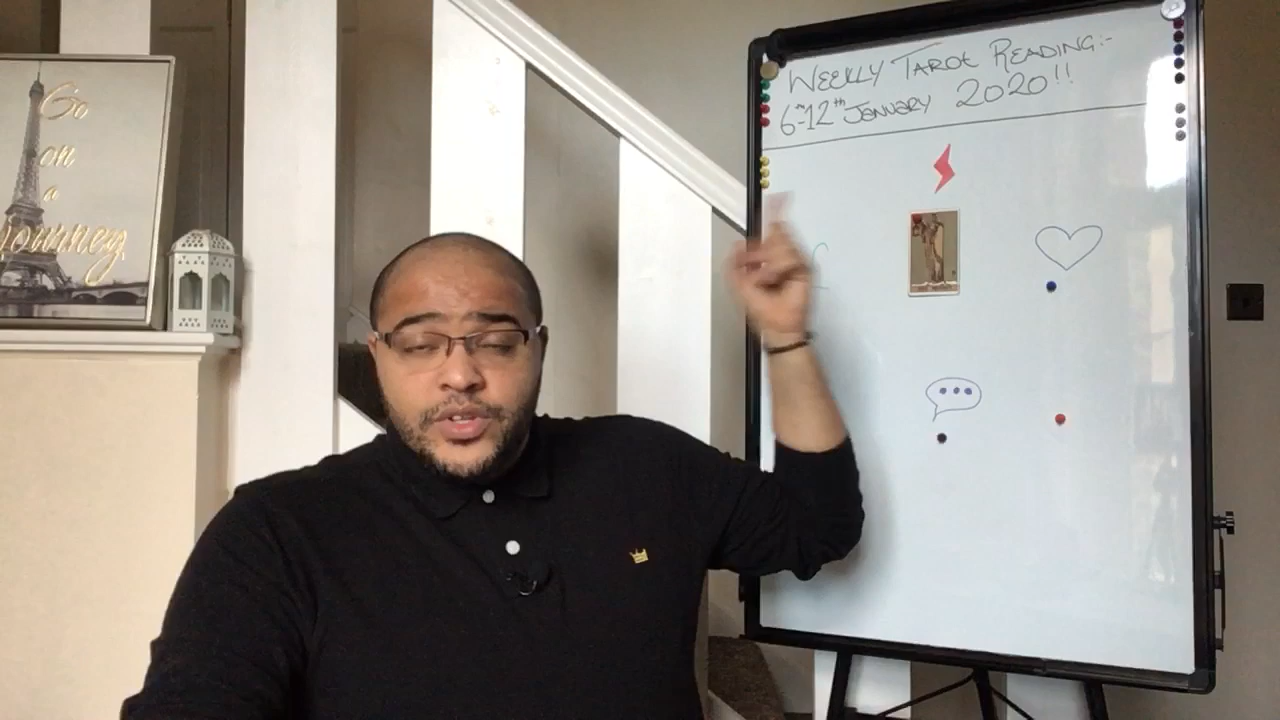 Go
on
a
Journey
WEEKLY TAROT READING:-
6th-12th JANUARY 2020!!